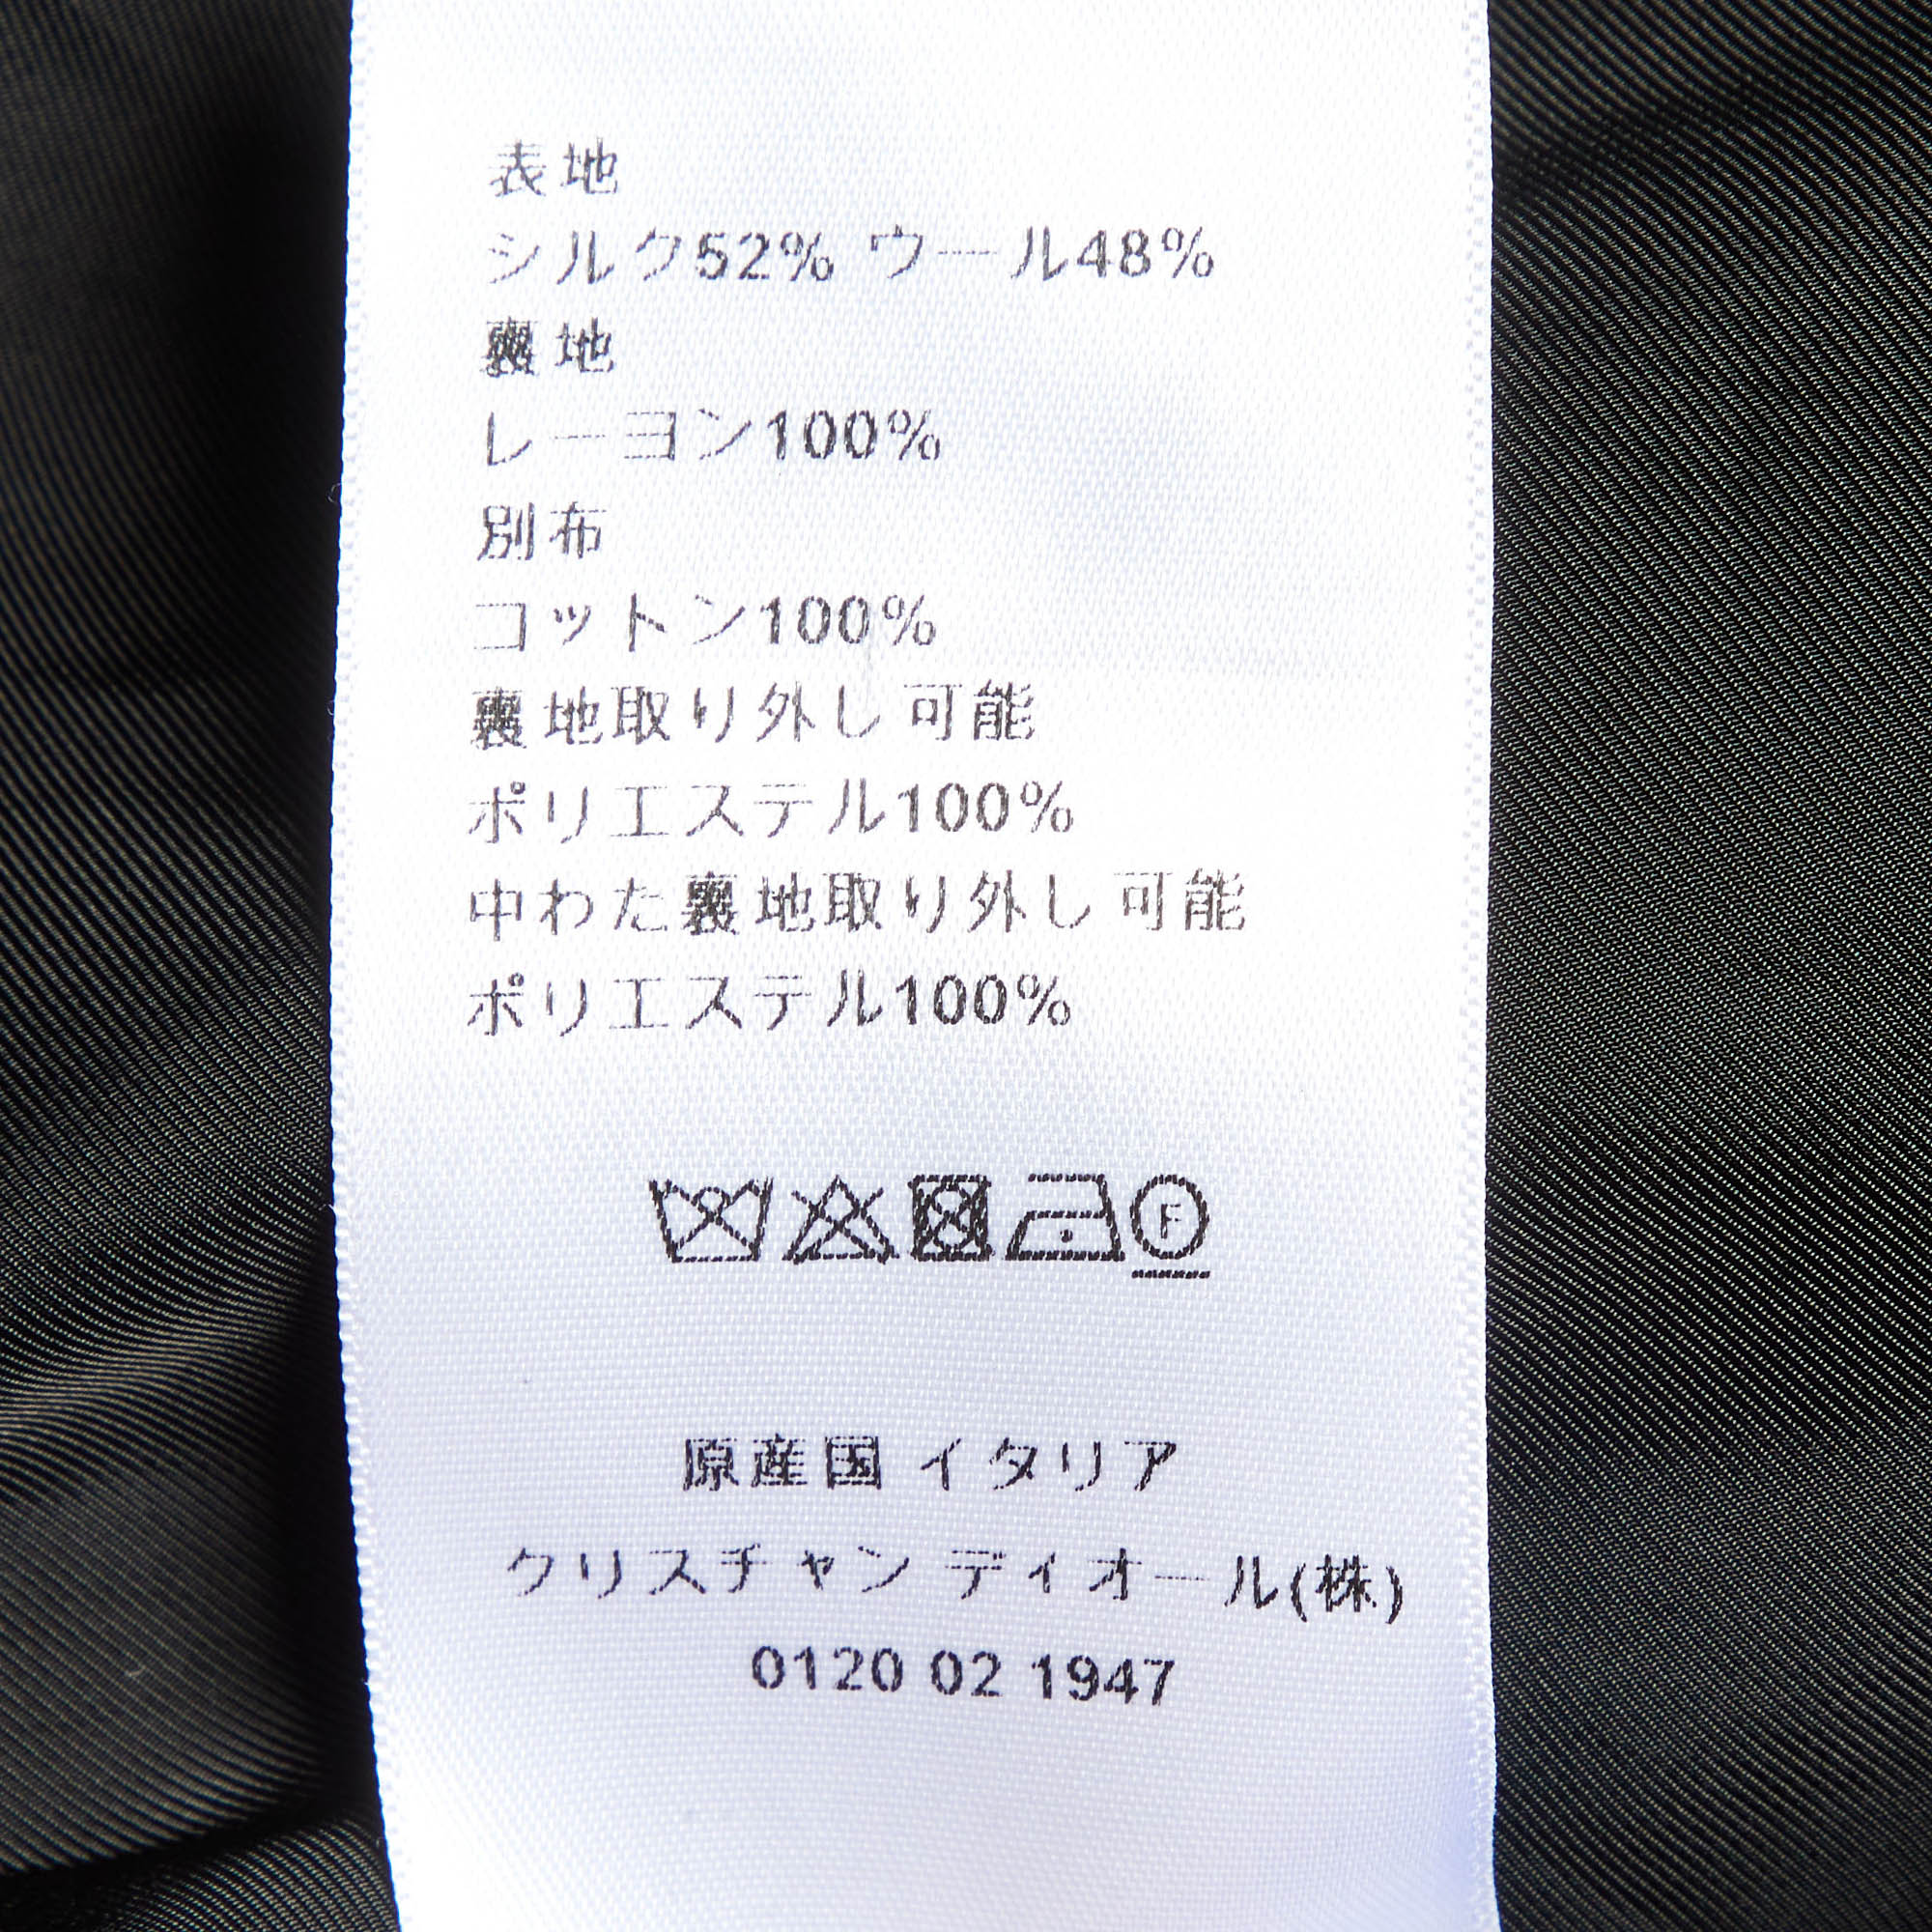 表地
シルク52% ウール48%
裏地
レーヨン100%
別布
コットン100%
裏地取り外し可能
ポリエステル100%
中わた裏地取り外し可能
ポリエステル100%
F
原産国 イタリア
クリスチャン ディオール(株)
0120 02 1947